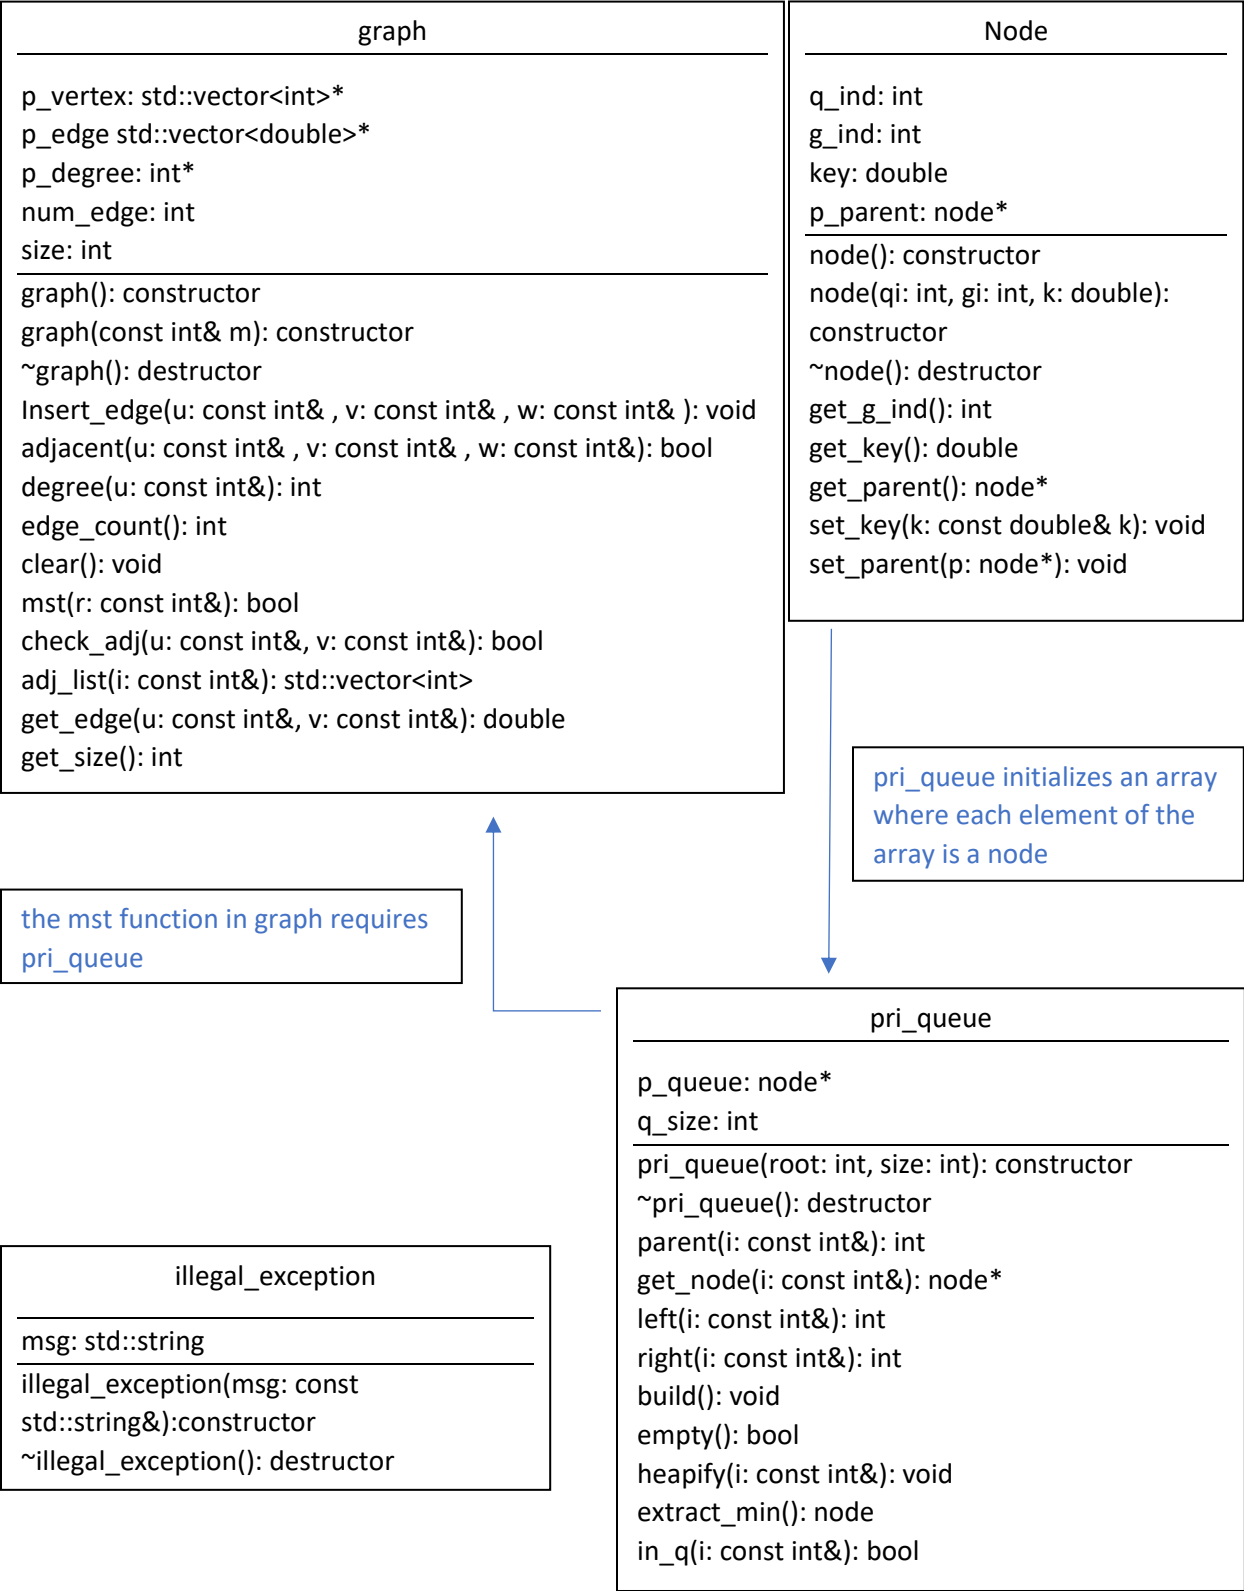 graph
p_vertex: std::vector<int>*
p_edge std::vector<double>*
p_degree: int*
num_edge: int
size: int
graph(): constructor
graph(const int& m): constructor
~graph(): destructor
Insert_edge(u: const int& , v: const int& , w: const int& ): void
adjacent(u: const int& , v: const int& , w: const int&): bool
degree(u: const int&): int
edge_count(): int
clear(): void
mst(r: const int&): bool
check_adj(u: const int&, v: const int&): bool
adj_list(i: const int&): std::vector<int>
get_edge(u: const int&, v: const int&): double
get_size(): int
Node
q_ind: int
g_ind: int
key: double
p_parent: node*
node(): constructor
node(qi: int, gi: int, k: double):
constructor
~node(): destructor
get_g_ind(): int
get_key(): double
get_parent(): node*
set_key(k: const double& k): void
set_parent(p: node*): void
pri_queue initializes an array
where each element of the
array is a node
the mst function in graph requires
pri_queue
pri_queue
p_queue: node*
q_size: int
pri_queue(root: int, size: int): constructor
~pri_queue(): destructor
parent(i: const int&): int
get_node(i: const int&): node*
left(i: const int&): int
right(i: const int&): int
build(): void
empty(): bool
heapify(i: const int&): void
extract_min(): node
in_q(i: const int&): bool
illegal_exception
msg: std::string
illegal_exception(msg: const
std::string&):constructor
~illegal_exception(): destructor